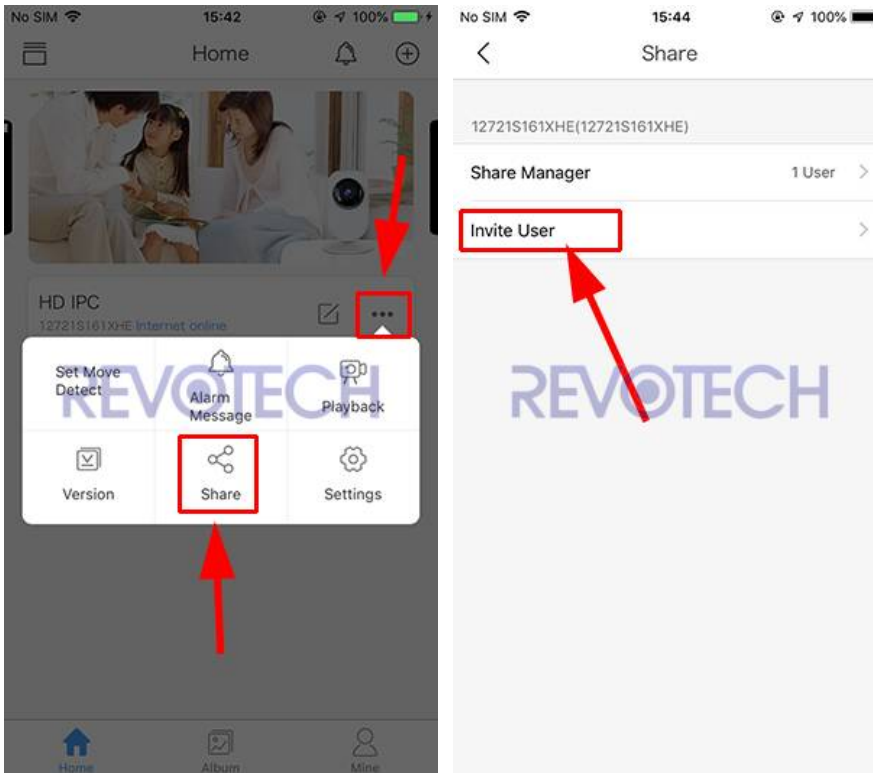 No SIM 15:42 100%
Home
HD IPC
12721S161XHE Internet online
Set Move
Detect
Alarm
Message
Playback
Version
Share
Settings
REVOTECH
Home
Album
Mine
No SIM 15:44 100%
Share
12721S161XHE(12721S161XHE)
Share Manager
1 User
Invite User
REVOTECH